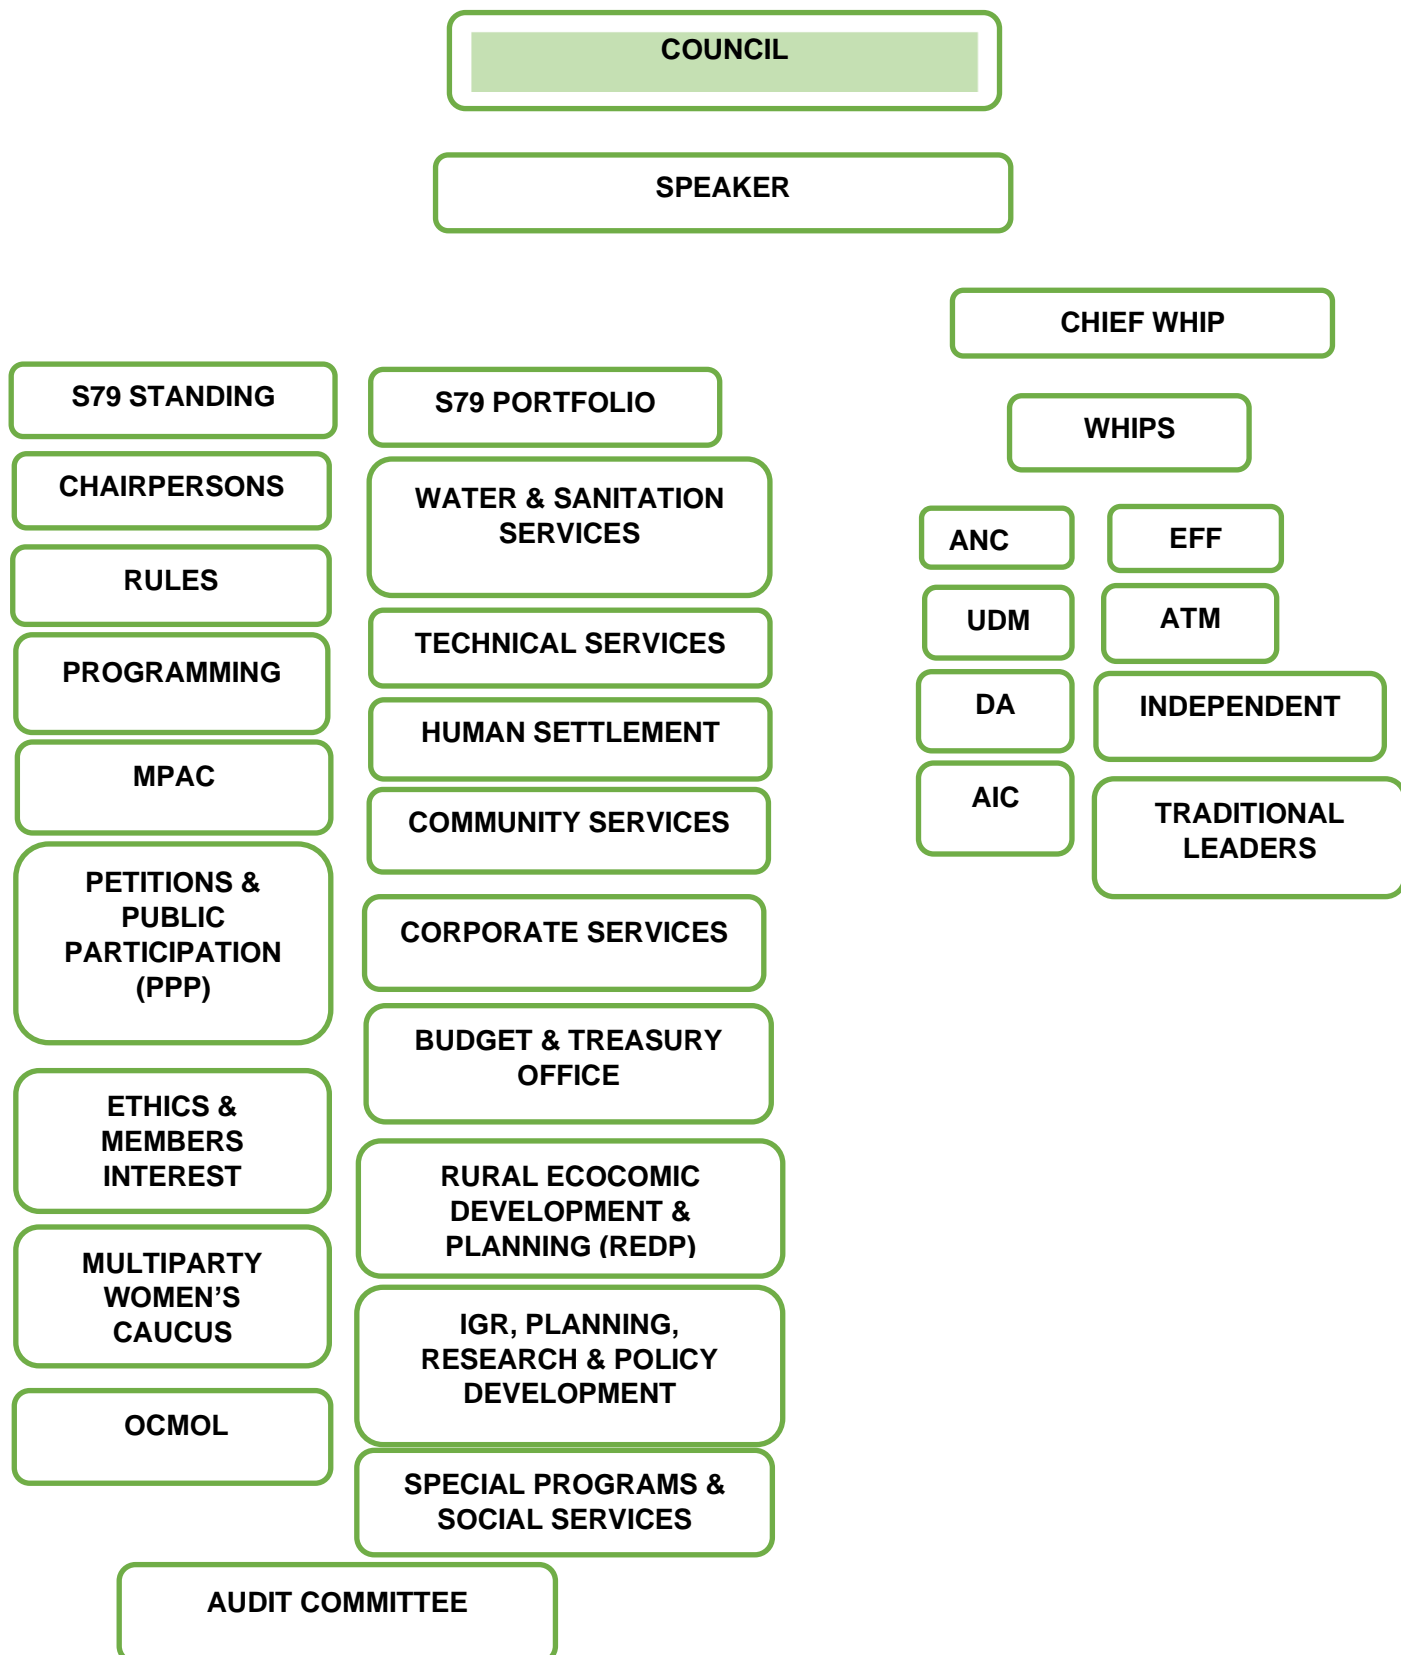 COUNCIL
SPEAKER
CHIEF WHIP
S79 STANDING
CHAIRPERSONS
RULES
PROGRAMMING
MPAC
PETITIONS &
PUBLIC
PARTICIPATION
(PPP)
ETHICS &
MEMBERS
INTEREST
MULTIPARTY
WOMEN’S
CAUCUS
OCMOL
S79 PORTFOLIO
WATER & SANITATION
SERVICES
TECHNICAL SERVICES
HUMAN SETTLEMENT
COMMUNITY SERVICES
CORPORATE SERVICES
BUDGET & TREASURY
OFFICE
RURAL ECOCOMIC
DEVELOPMENT &
PLANNING (REDP)
IGR, PLANNING,
RESEARCH & POLICY
DEVELOPMENT
SPECIAL PROGRAMS &
SOCIAL SERVICES
WHIPS
ANC
UDM
DA
AIC
EFF
ATM
INDEPENDENT
TRADITIONAL
LEADERS
AUDIT COMMITTEE